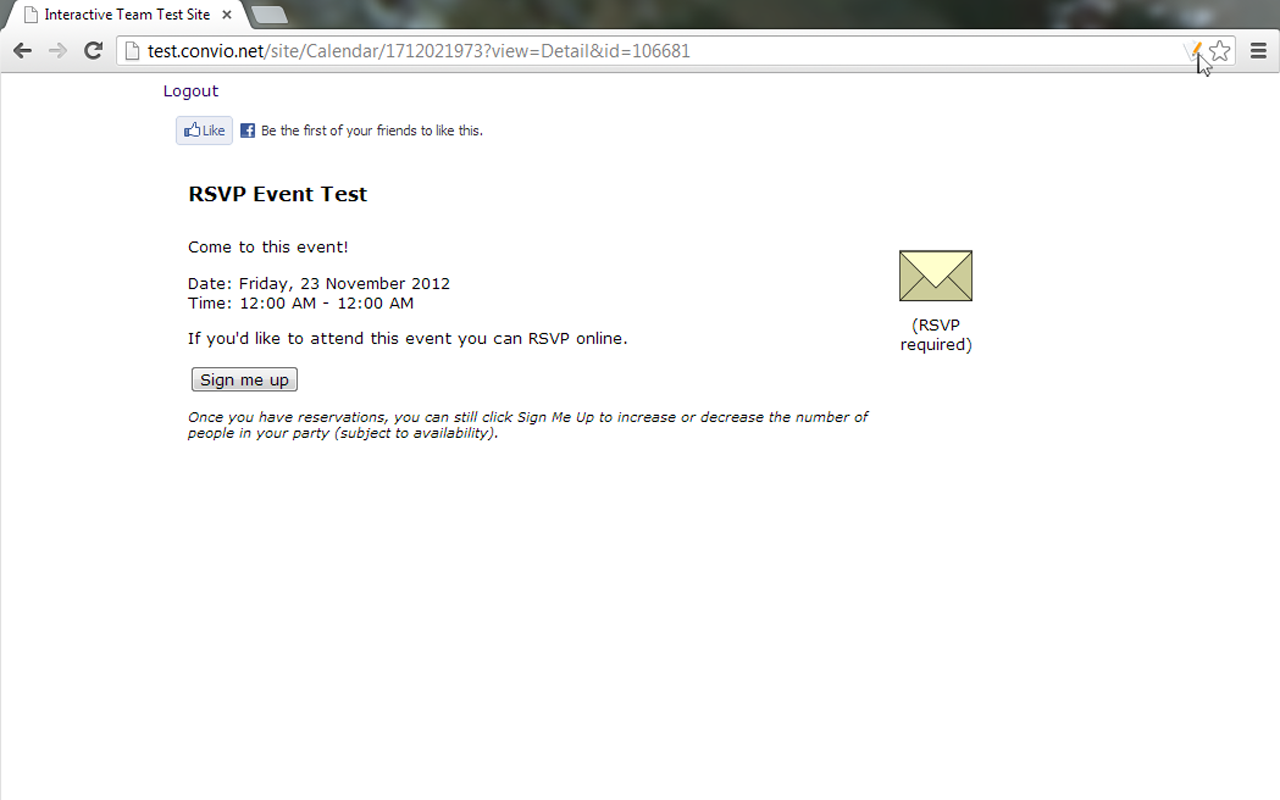 Interactive Team Test Site
test.convio.net/site/Calendar/1712021973?view=Detail&id=106681
Logout
Like
Be the first of your friends to like this.
RSVP Event Test
Come to this event!
Date: Friday, 23 November 2012
Time: 12:00 AM - 12:00 AM
(RSVP
required)
If you'd like to attend this event you can RSVP online.
Sign me up
Once you have reservations, you can still click Sign Me Up to increase or decrease the number of
people in your party (subject to availability).